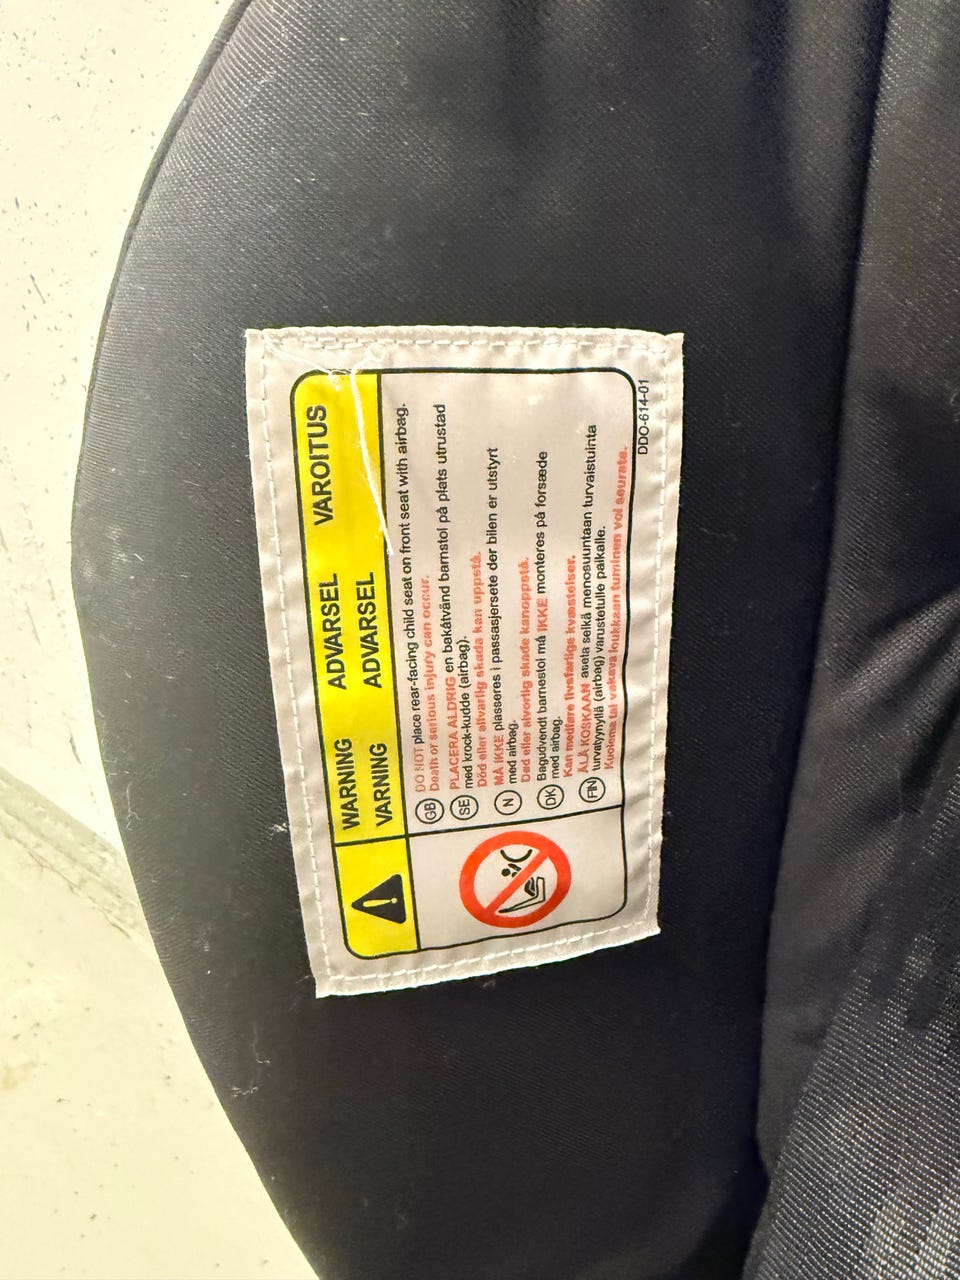 WARNING ADVARSEL VAROITUS
VARNING ADVARSEL
GB DO NOT place rear-facing child seat on front seat with airbag.
Death or serious injury can occur.
SE PLACERA ALDRIG en bakåtvänd barnstol på plats utrustad
med krock-kudde (airbag).
Död eller allvarlig skada kan uppstå.
N MÅ IKKE plasseres i passasjersete der bilen er utstyrt
med airbag.
Død eller alvorlig skade kanoppstå.
DK Bagudvendt barnestol må IKKE monteres på forsæde
med airbag.
Kan medføre livsfarlige kvæstelser.
FIN ÄLÄ KOSKAAN aseta selkä menosuuntaan turvaistuinta
turvatyynyllä (airbag) varustetulle paikalle.
Kuolema tai vakava loukkaantuminen voi seurata.
DDO-614-01